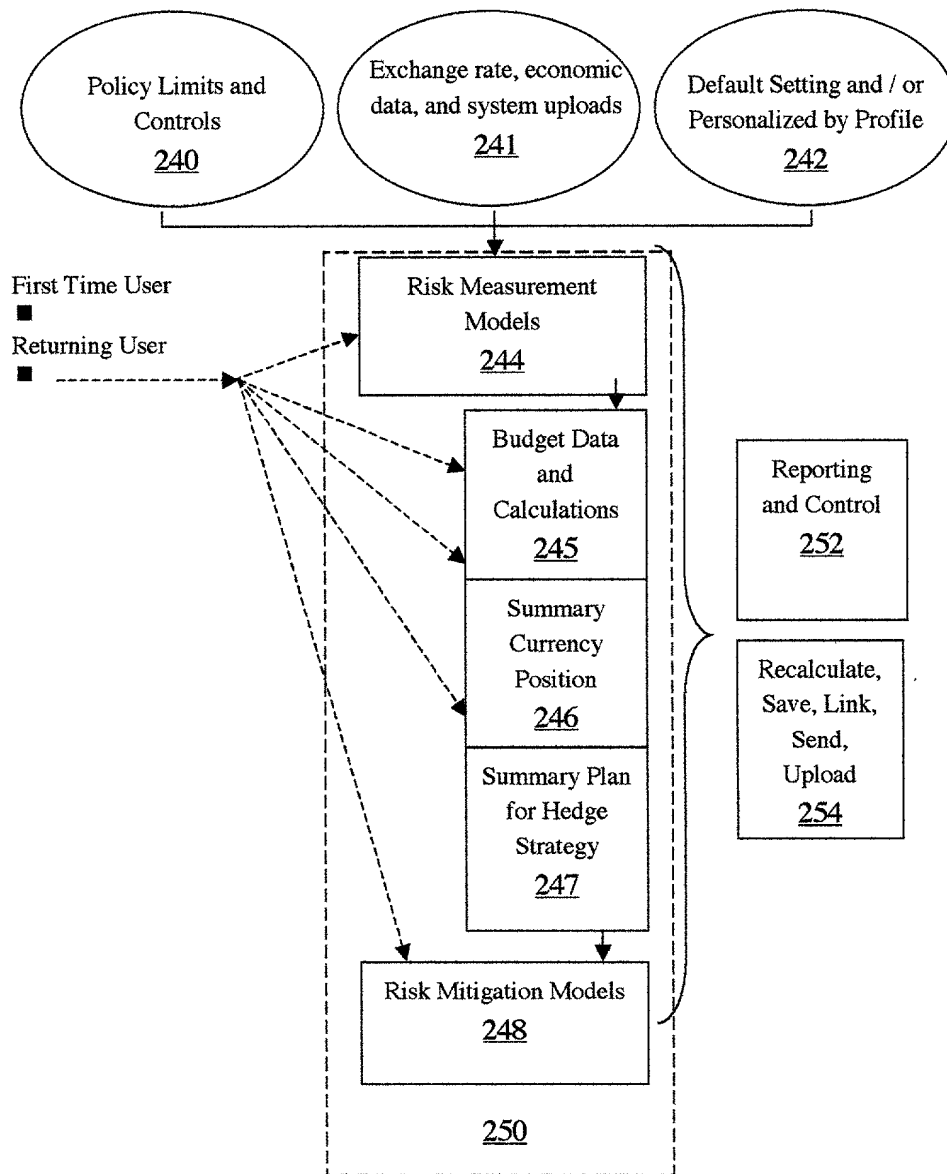 Policy Limits and
Controls
240
Exchange rate, economic
data, and system uploads
241
Default Setting and / or
Personalized by Profile
242
First Time User
Returning User
Risk Measurement
Models
244
Budget Data
and
Calculations
245
Summary
Currency
Position
246
Summary Plan
for Hedge
Strategy
247
Risk Mitigation Models
248
250
Reporting
and Control
252
Recalculate,
Save, Link,
Send,
Upload
254